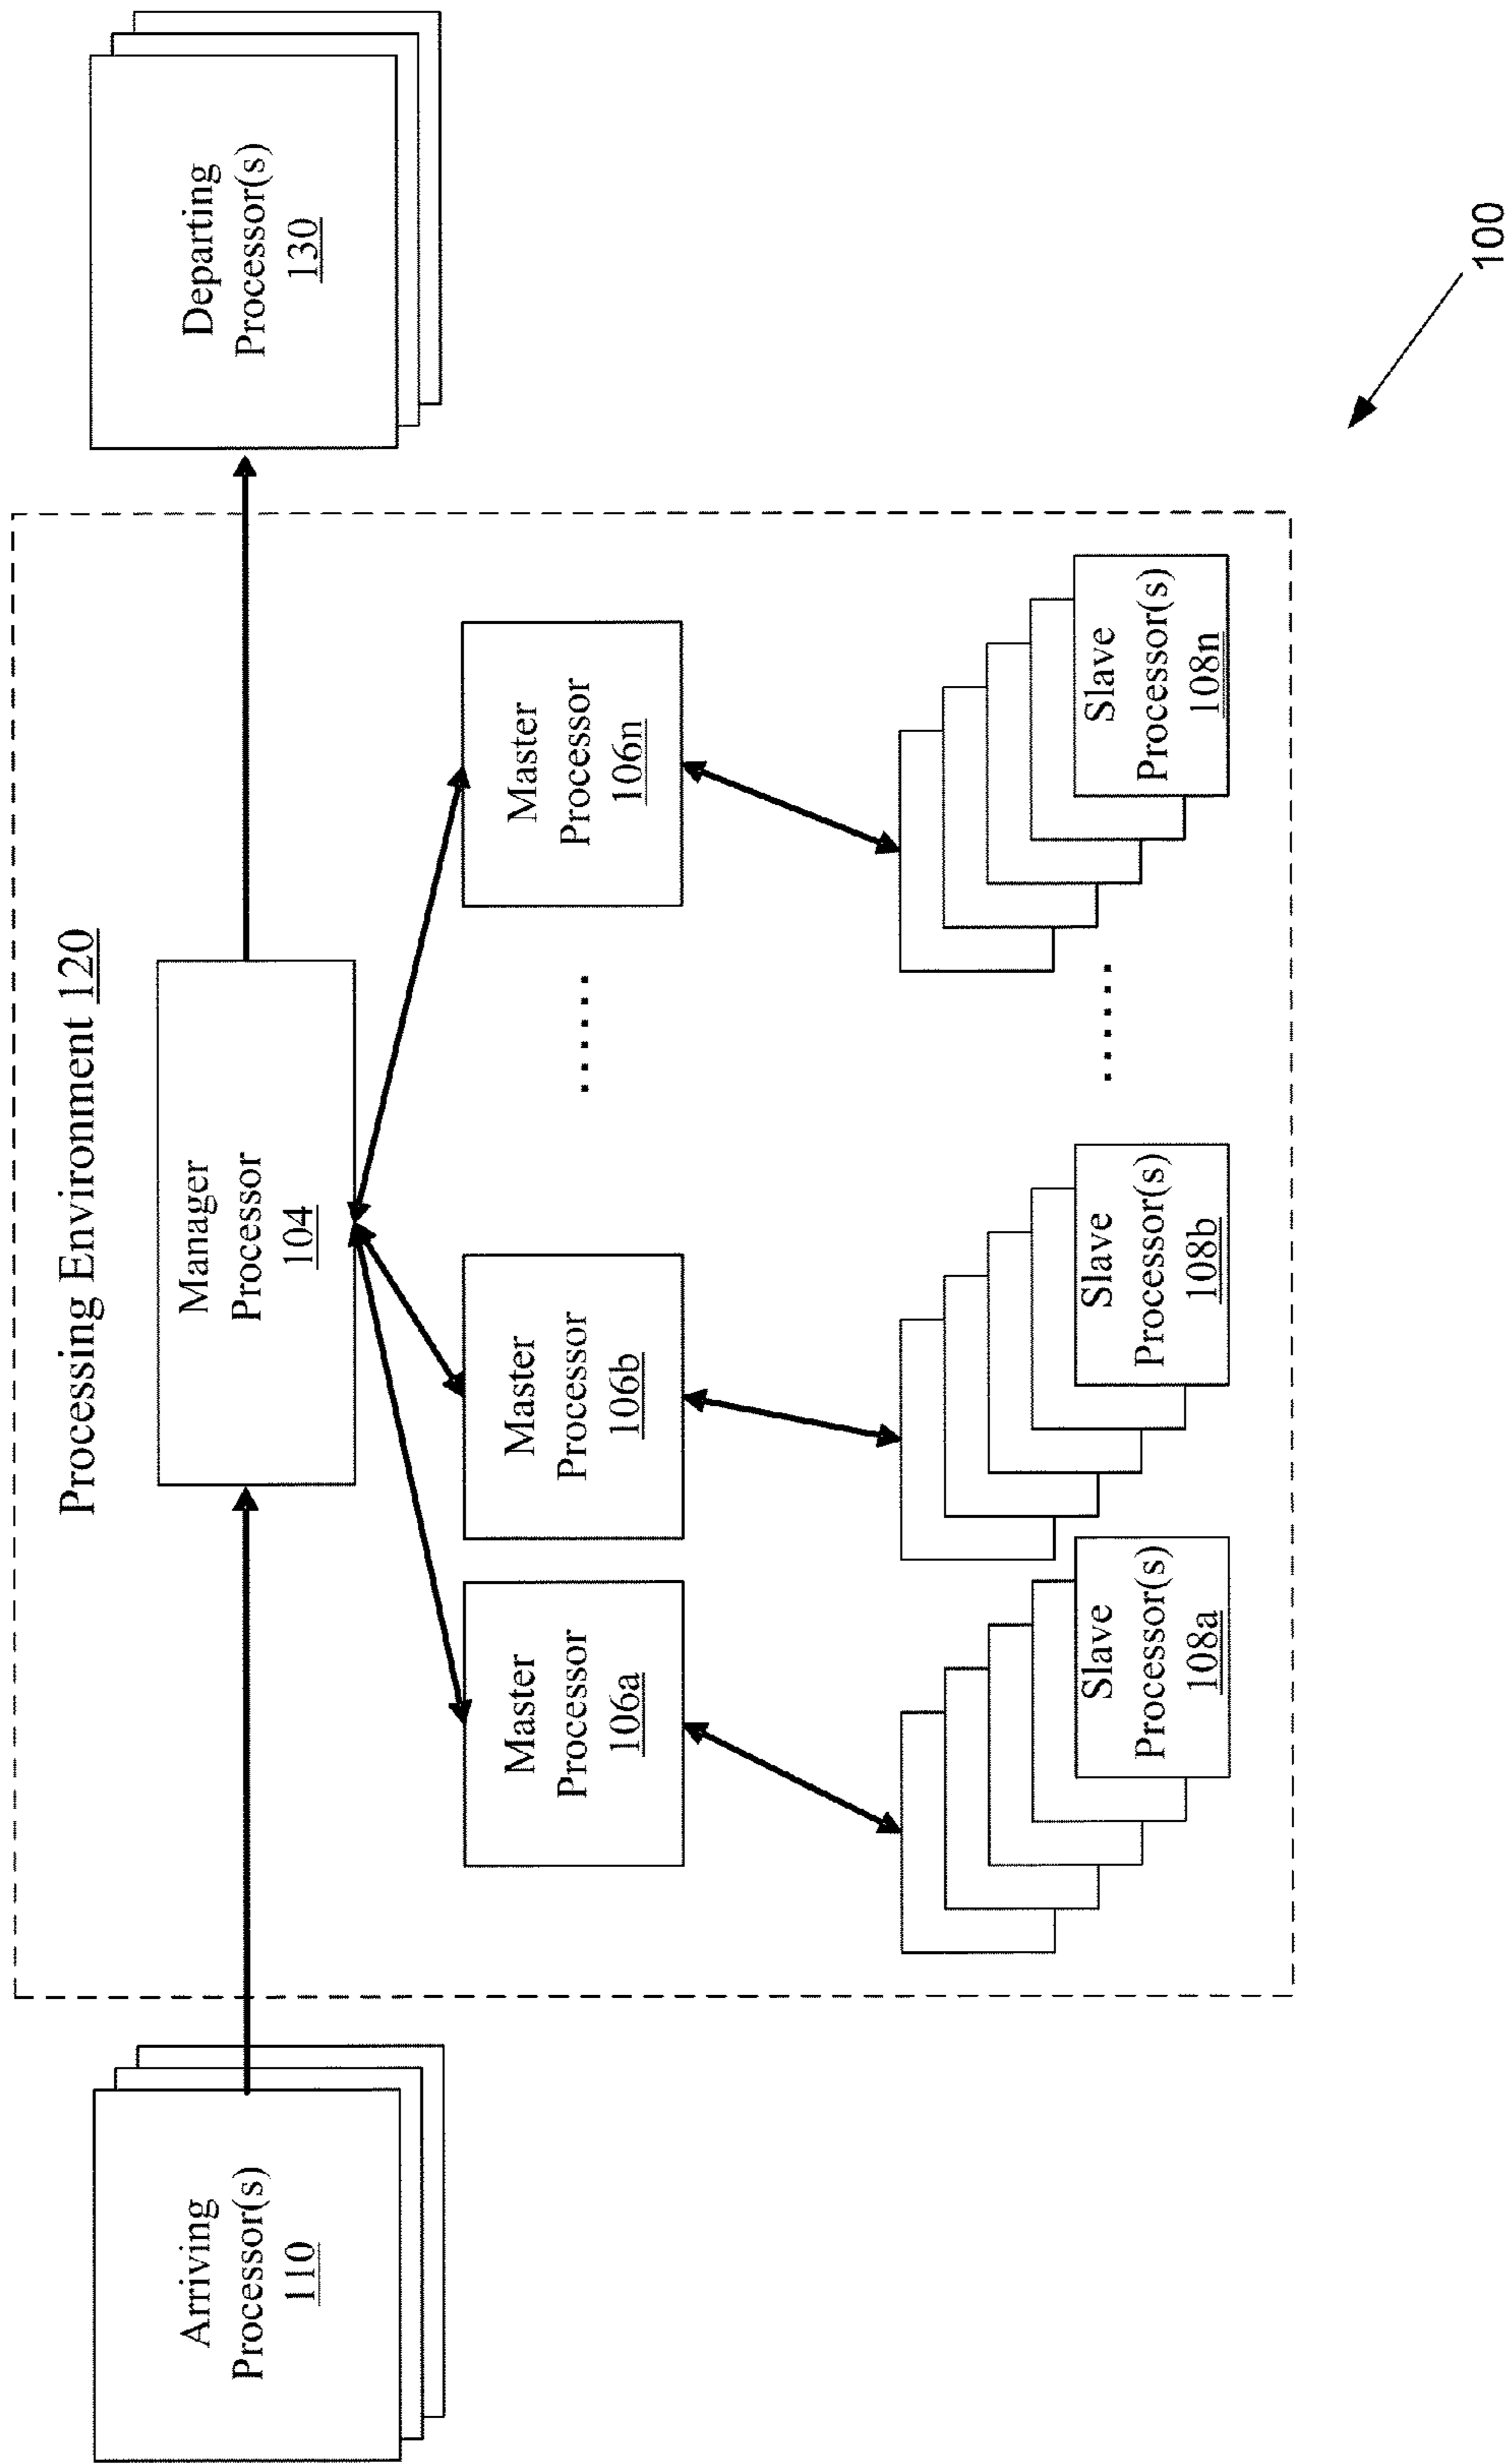 Processing Environment 120
Arriving
Processor(s)
110
Manager
Processor
104
Departing
Processor(s)
130
Master
Processor
106a
Master
Processor
106b
......
Master
Processor
106n
Slave
Processor(s)
108a
Slave
Processor(s)
108b
......
Slave
Processor(s)
108n
100